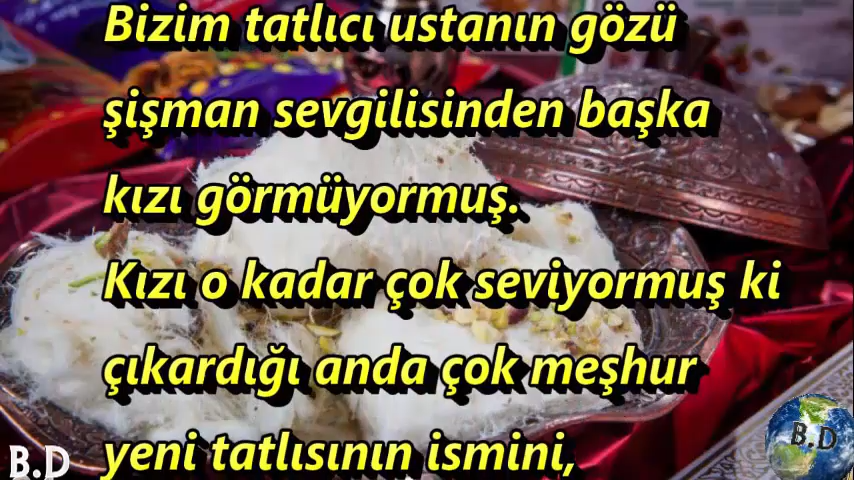 Bizim tatlıcı ustanın gözü
şişman sevgilisinden başka
kızı görmüyormuş.
Kızı o kadar çok seviyormuş ki
çıkardığı anda çok meşhur
yeni tatlısının ismini,
B.D
B.D